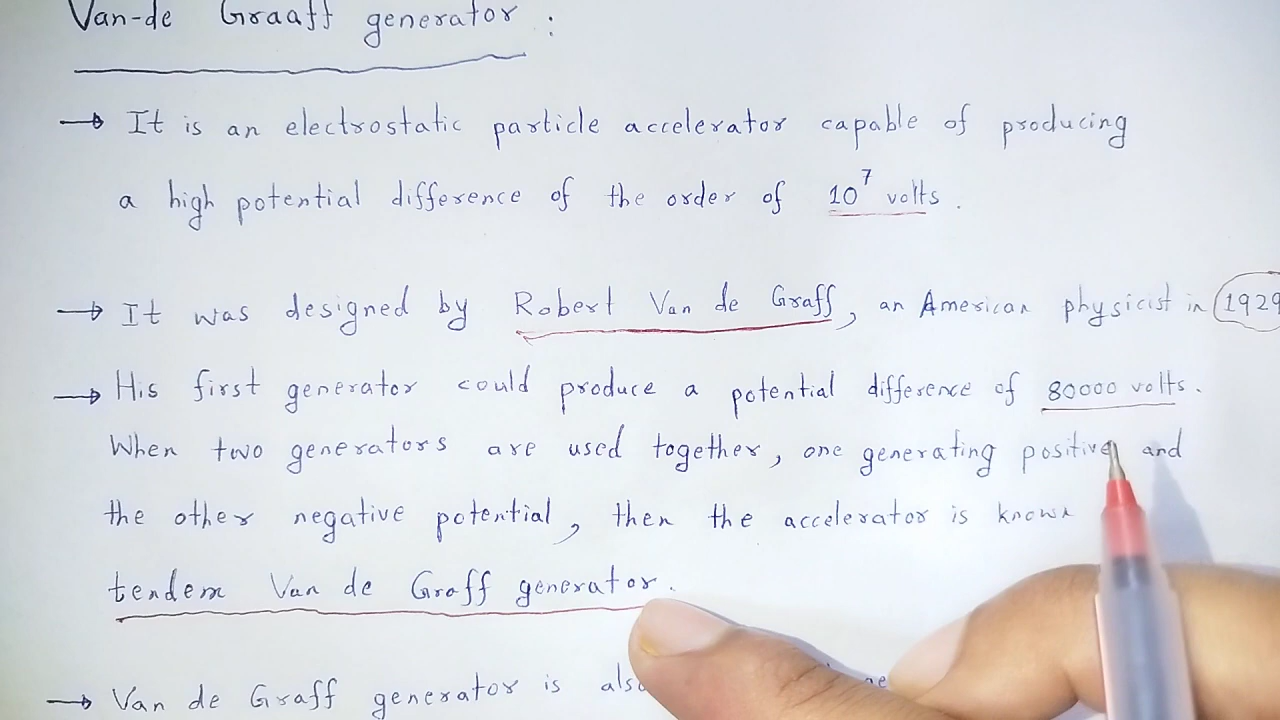 Van-de Graaff generator :
→ It is an electrostatic particle accelerator capable of producing
a high potential difference of the order of 10⁷ volts.
→ It was designed by Robert Van de Graff, an American physicist in 1929
→ His first generator could produce a potential difference of 80000 volts.
When two generators are used together, one generating positive and
the other negative potential, then the accelerator is known
tendem Van de Graff generator.
→ Van de Graff generator is also